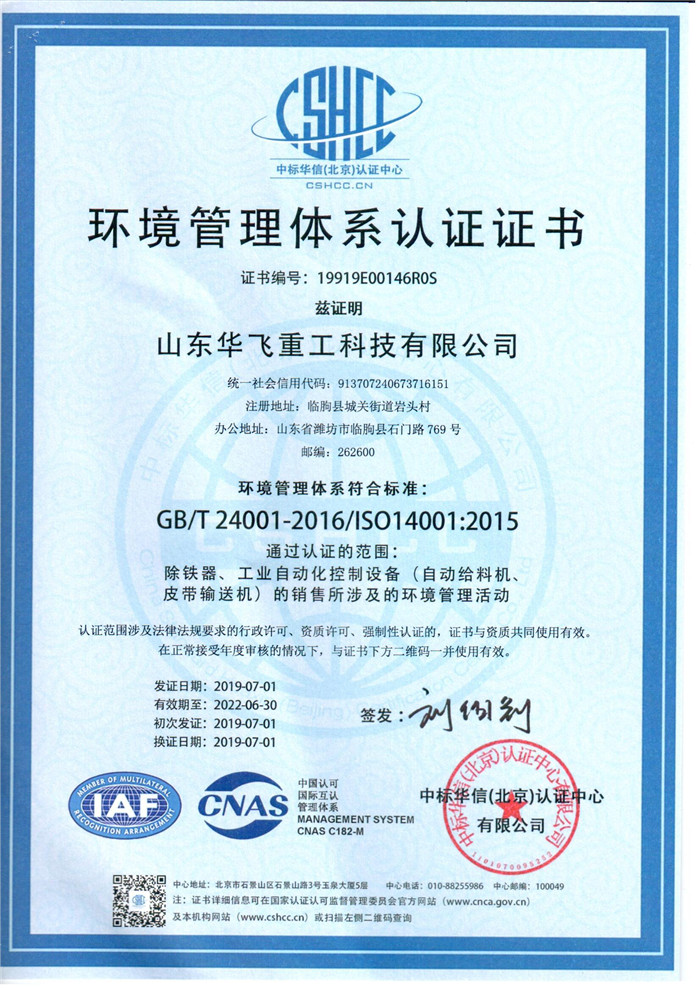 CSHCC
中标华信(北京)认证中心
CSHCC.CN
环境管理体系认证证书
证书编号：19919E00146R0S
兹证明
山东华飞重工科技有限公司
统一社会信用代码：913707240673716151
注册地址：临朐县城关街道岩头村
办公地址：山东省潍坊市临朐县石门路 769 号
邮编：262600
环境管理体系符合标准：
GB/T 24001-2016/ISO14001:2015
通过认证的范围：
除铁器、工业自动化控制设备（自动给料机、
皮带输送机）的销售所涉及的环境管理活动
认证范围涉及法律法规要求的行政许可、资质许可、强制性认证的，证书与资质共同使用有效。
在正常接受年度审核的情况下，与证书下方二维码一并使用有效。
发证日期：2019-07-01
有效期至：2022-06-30
初次发证：2019-07-01
换证日期：2019-07-01
签发：
MEMBER OF MULTILATERAL
IAF
RECOGNITION ARRANGEMENT
CNAS
中国认可
国际互认
管理体系
MANAGEMENT SYSTEM
CNAS C182-M
中标华信(北京)认证中心有限公司
1101070095252
中标华信(北京)认证中心
有限公司
中心地址：北京市石景山区石景山路3号玉泉大厦5层 中心电话：010-88255986 中心邮编：100049
注：证书详细信息可在国家认证认可监督管理委员会官方网站（www.cnca.gov.cn）
及本机构网站（www.cshcc.cn）或扫描左侧二维码查询